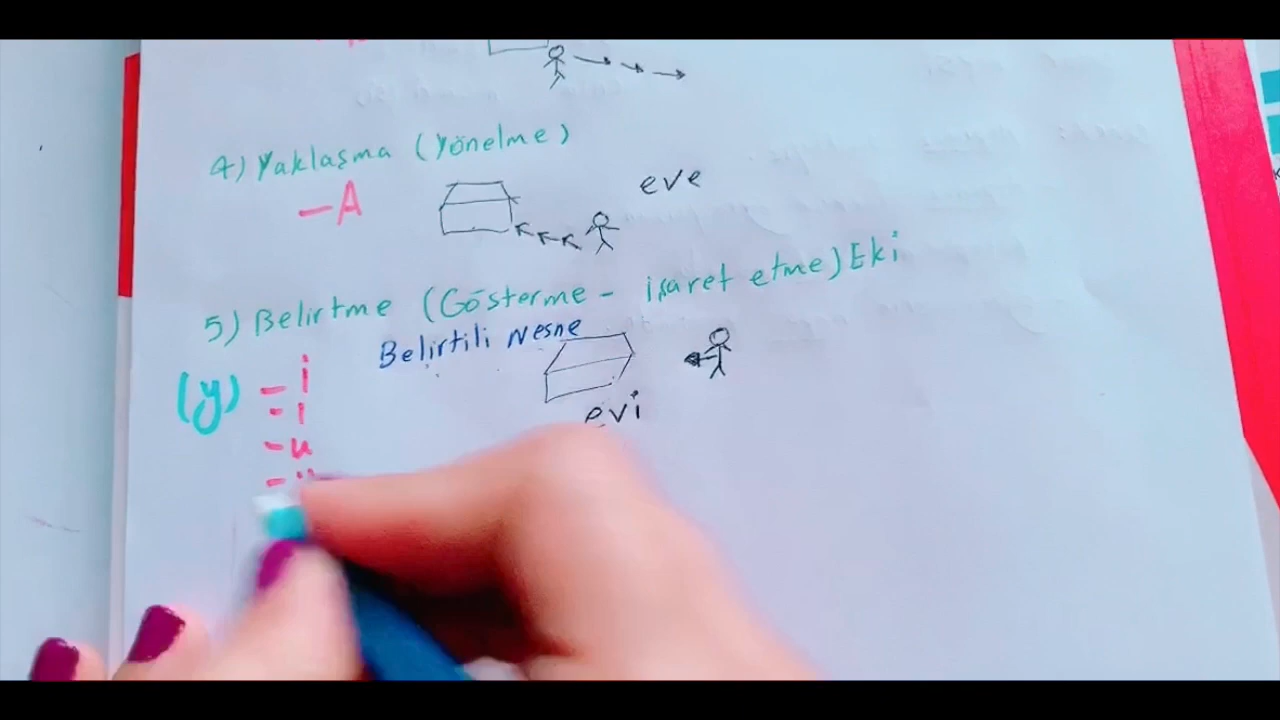 4) Yaklaşma (Yönelme)
-A
eve
5) Belirtme (Gösterme - işaret etme) Eki
Belirtili Nesne
(y) -i
-ı
-u
evi